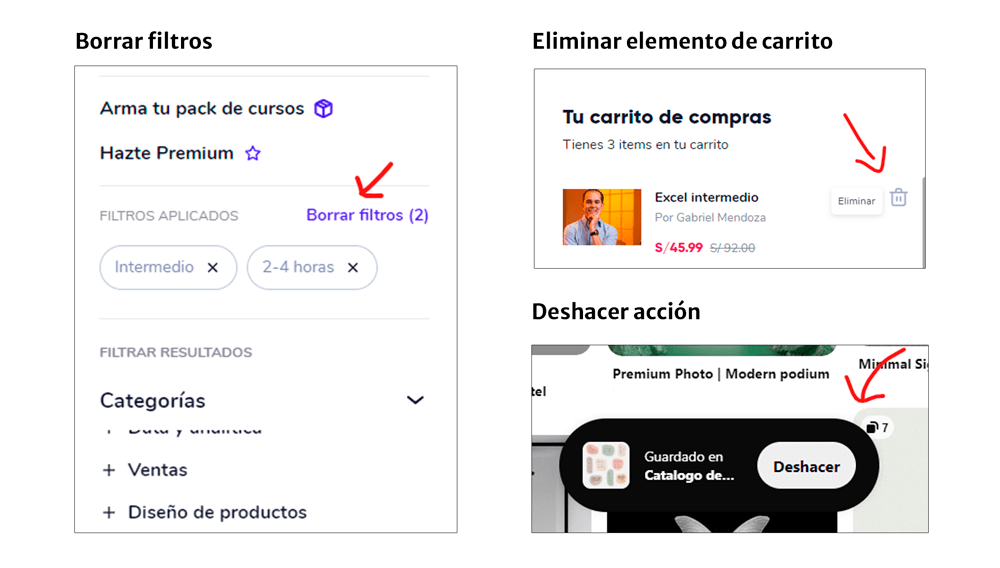 Borrar filtros
Arma tu pack de cursos
Hazte Premium
FILTROS APLICADOS
Borrar filtros (2)
Intermedio
2-4 horas
FILTRAR RESULTADOS
Categorías
+ Data y analítica
+ Ventas
+ Diseño de productos
Eliminar elemento de carrito
Tu carrito de compras
Tienes 3 items en tu carrito
Excel intermedio
Eliminar
Por Gabriel Mendoza
S/45.99 S/ 92.00
Deshacer acción
Premium Photo | Modern podium
Minimal Si
tel
7
Guardado en
Catalogo de...
Deshacer